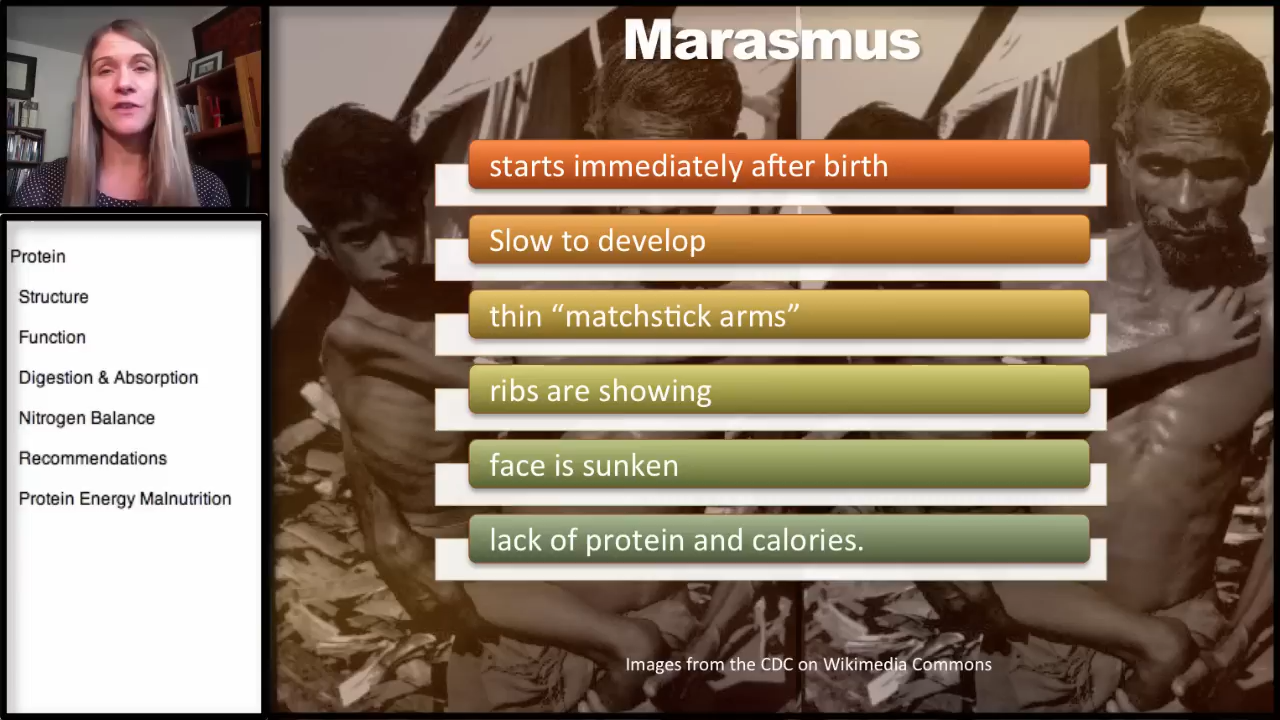 Marasmus
starts immediately after birth
Slow to develop
thin “matchstick arms”
ribs are showing
face is sunken
lack of protein and calories.
Images from the CDC on Wikimedia Commons
Protein
Structure
Function
Digestion & Absorption
Nitrogen Balance
Recommendations
Protein Energy Malnutrition